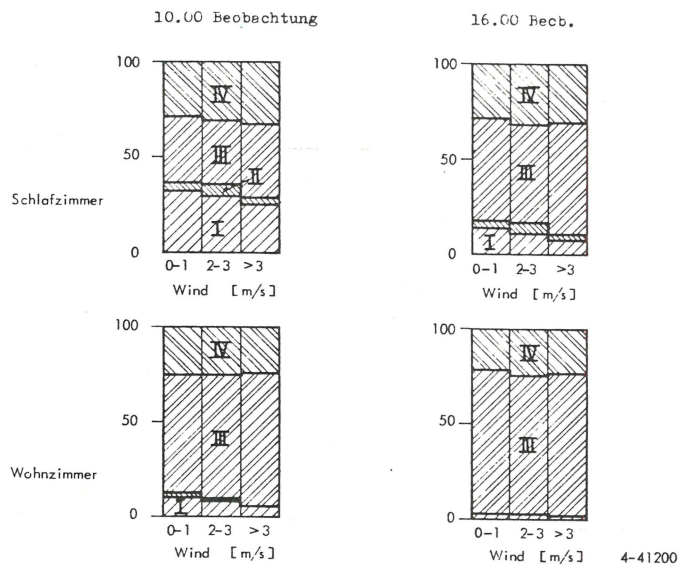 10.00 Beobachtung 16.00 Beob.
100 100
IV IV
50 III 50 III
II
Schlafzimmer
I I
0 0
0-1 2-3 >3 0-1 2-3 >3
Wind [m/s] Wind [m/s]
100 100
IV IV
50 50
III III
Wohnzimmer
I
0 0
0-1 2-3 >3 0-1 2-3 >3
Wind [m/s] Wind [m/s] 4-41200